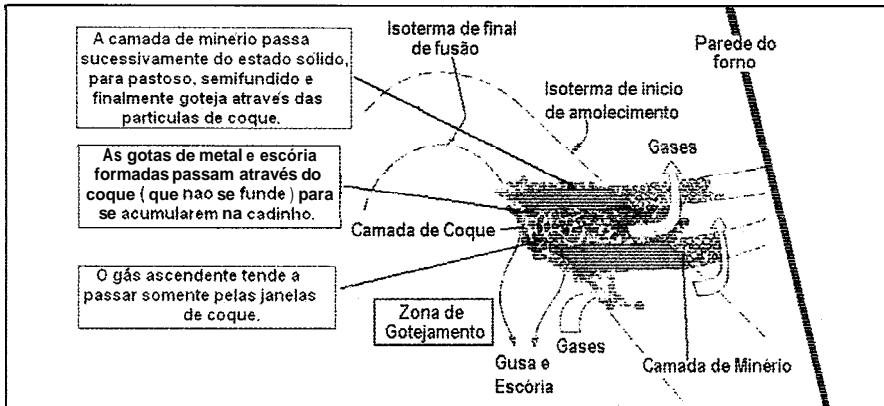 A camada de minério passa
sucessivamente do estado sólido,
para pastoso, semifundido e
finalmente goteja através das
particulas de coque.
Isoterma de final
de fusão
Parede do
forno
Isoterma de inicio
de amolecimento
Gases
As gotas de metal e escória
formadas passam através do
coque ( que nao se funde ) para
se acumularem na cadinho.
Camada de Coque
O gás ascendente tende a
passar somente pelas janelas
de coque.
Zona de
Gotejamento
Gusa e
Escória
Gases
Camada de Minério